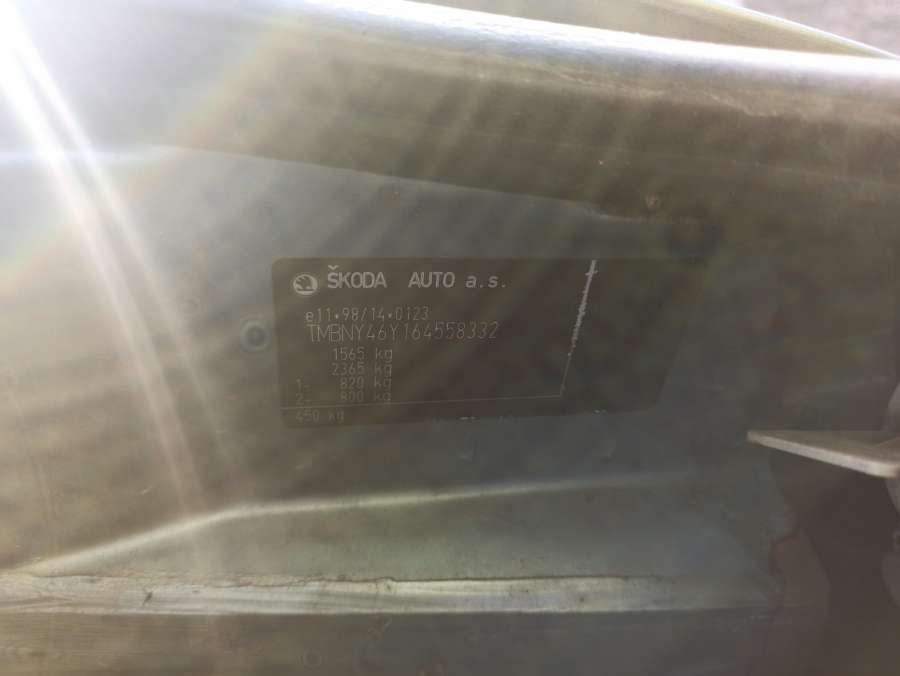 ŠKODA AUTO a.s.
e11*98/14*0123
TMBNY46Y164558332
1565 kg
2365 kg
1- 820 kg
2- 800 kg
450 kg